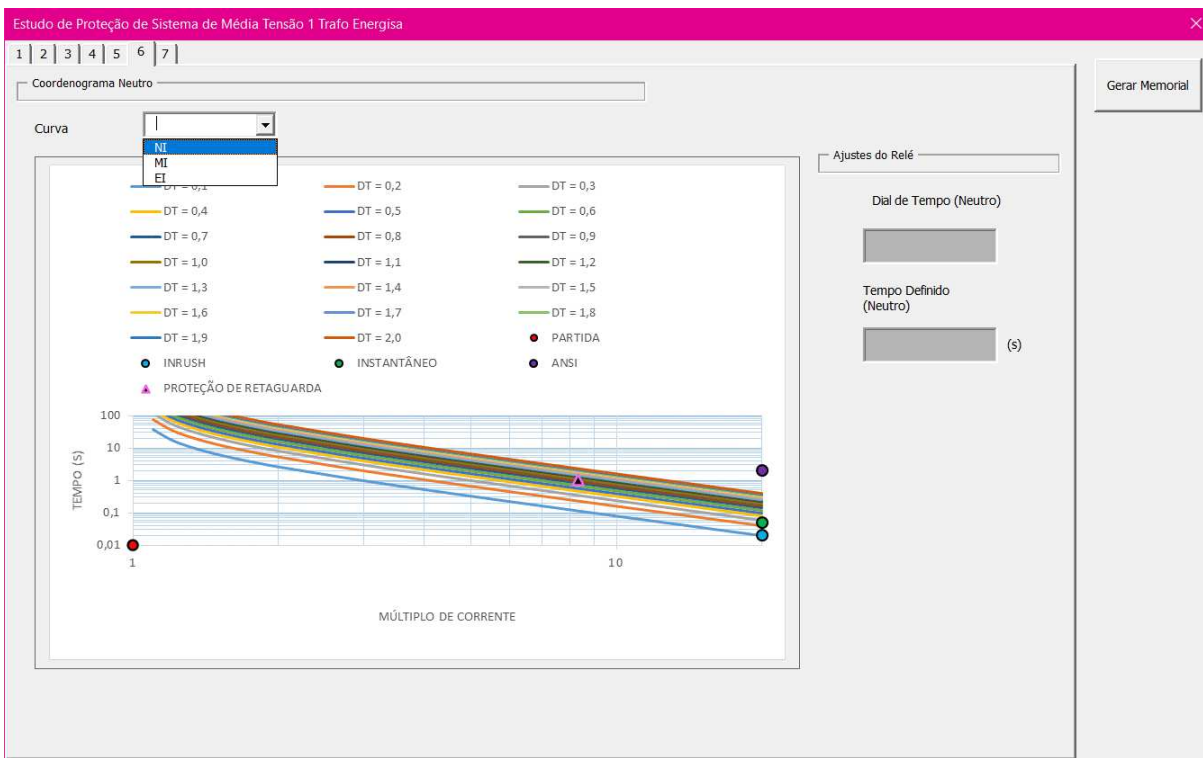 Estudo de Proteção de Sistema de Média Tensão 1 Trafo Energisa
1 2 3 4 5 6 7
Gerar Memorial
Coordenograma Neutro
Curva
NI
MI
EI
Ajustes do Relé
Dial de Tempo (Neutro)
Tempo Definido
(Neutro)
(s)
DT = 0,1 DT = 0,2 DT = 0,3
DT = 0,4 DT = 0,5 DT = 0,6
DT = 0,7 DT = 0,8 DT = 0,9
DT = 1,0 DT = 1,1 DT = 1,2
DT = 1,3 DT = 1,4 DT = 1,5
DT = 1,6 DT = 1,7 DT = 1,8
DT = 1,9 DT = 2,0 PARTIDA
INRUSH INSTANTÂNEO ANSI
PROTEÇÃO DE RETAGUARDA
TEMPO (S)
100
10
1
0,1
0,01
1 10
MÚLTIPLO DE CORRENTE